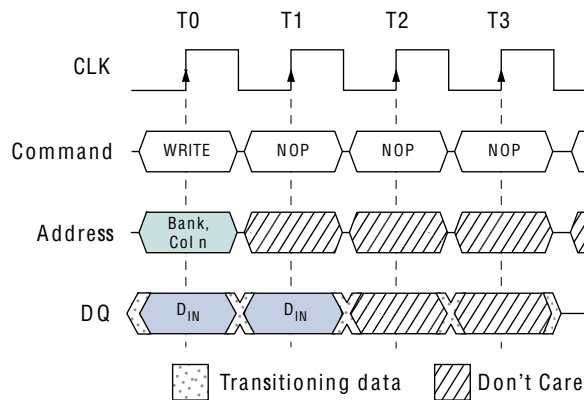 T0 T1 T2 T3
CLK
Command WRITE NOP NOP NOP
Address Bank,
Col n
DQ DIN DIN
Transitioning data Don't Care